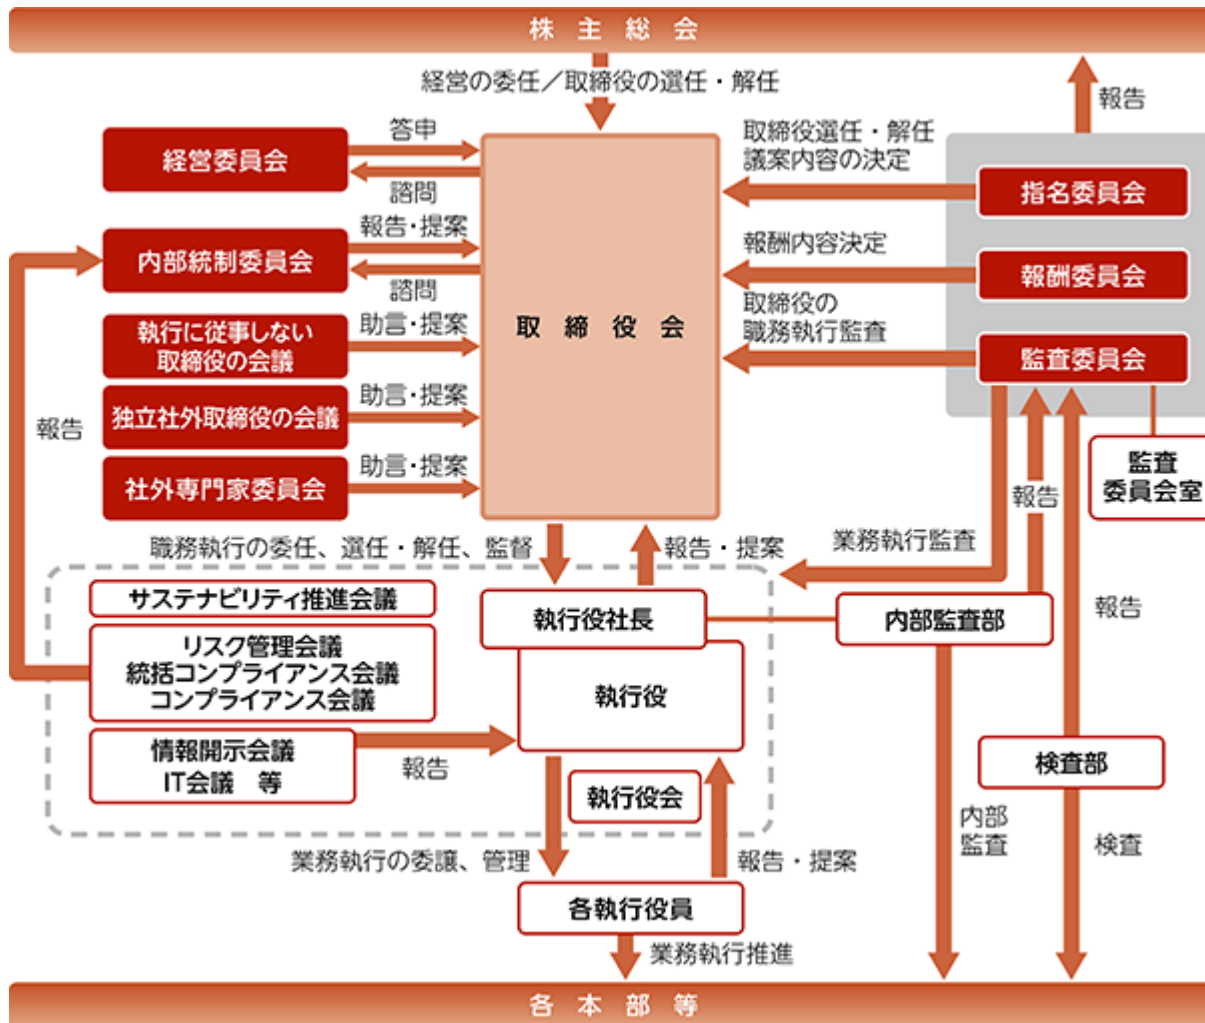 株主総会
経営の委任／取締役の選任・解任
報告
経営委員会
答申
諮問
内部統制委員会
報告・提案
諮問
執行に従事しない
取締役の会議
助言・提案
独立社外取締役の会議
助言・提案
社外専門家委員会
助言・提案
報告
取締役会
取締役選任・解任
議案内容の決定
指名委員会
報酬内容決定
報酬委員会
取締役の
職務執行監査
監査委員会
監査
委員会室
報告
業務執行監査
報告
職務執行の委任、選任・解任、監督
報告・提案
サステナビリティ推進会議
リスク管理会議
統括コンプライアンス会議
コンプライアンス会議
情報開示会議
IT会議　等
報告
執行役社長
執行役
執行役会
内部監査部
検査部
内部
監査
検査
業務執行の委譲、管理
報告・提案
各執行役員
業務執行推進
各本部等